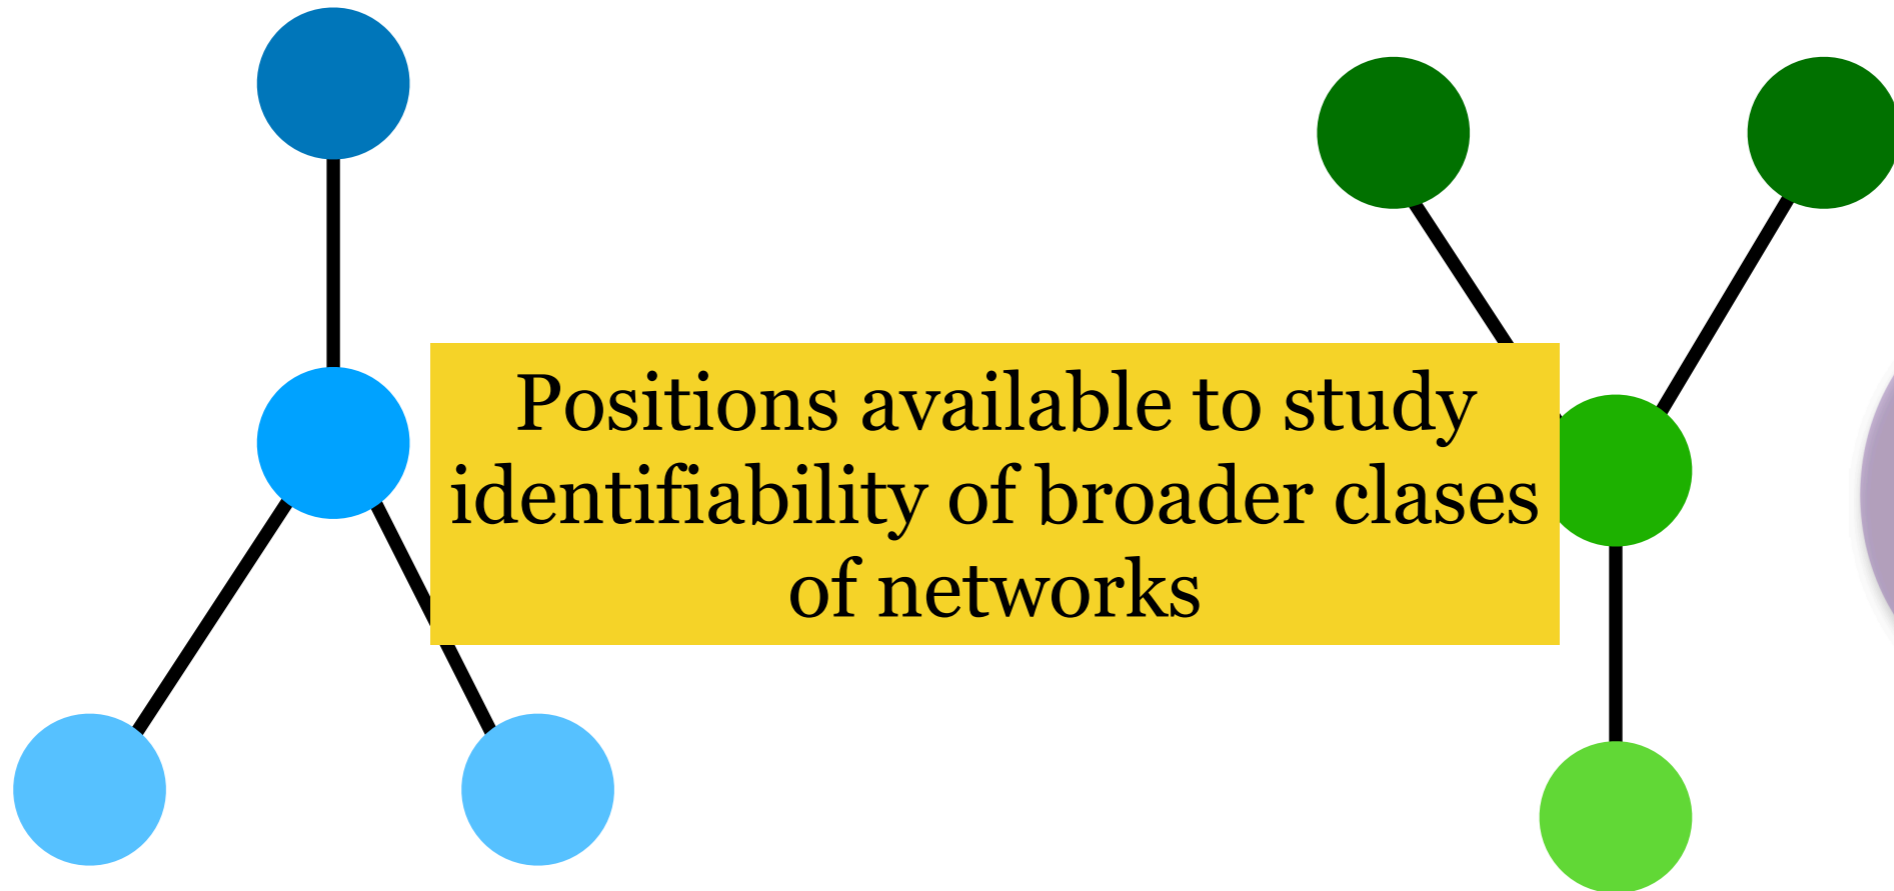 Positions available to study
identifiability of broader clases
of networks